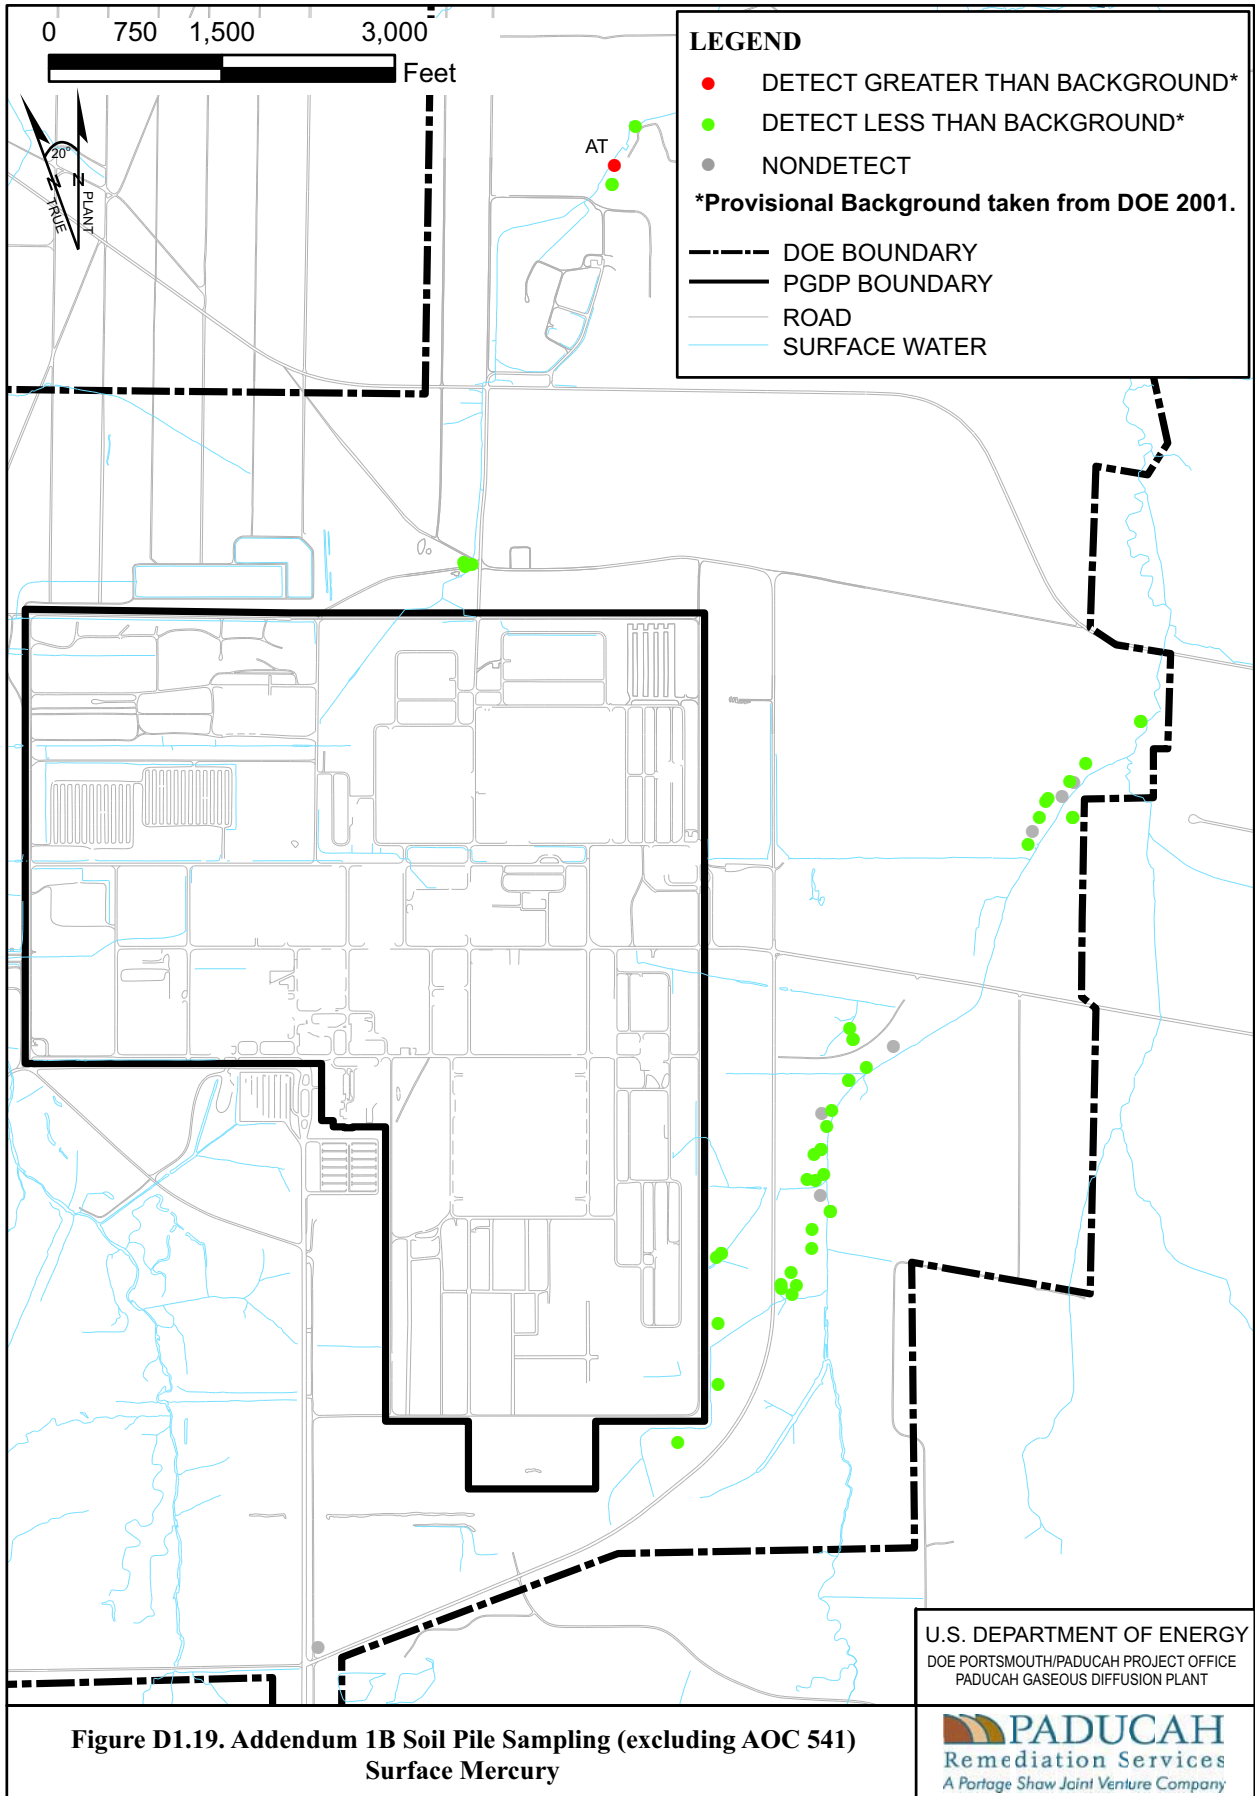 0 750 1,500 3,000
Feet
20°
N
TRUE
N
PLANT
AT
LEGEND
DETECT GREATER THAN BACKGROUND*
DETECT LESS THAN BACKGROUND*
NONDETECT
*Provisional Background taken from DOE 2001.
DOE BOUNDARY
PGDP BOUNDARY
ROAD
SURFACE WATER
U.S. DEPARTMENT OF ENERGY
DOE PORTSMOUTH/PADUCAH PROJECT OFFICE
PADUCAH GASEOUS DIFFUSION PLANT
Figure D1.19. Addendum 1B Soil Pile Sampling (excluding AOC 541)
Surface Mercury
PADUCAH
Remediation Services
A Portage Shaw Joint Venture Company